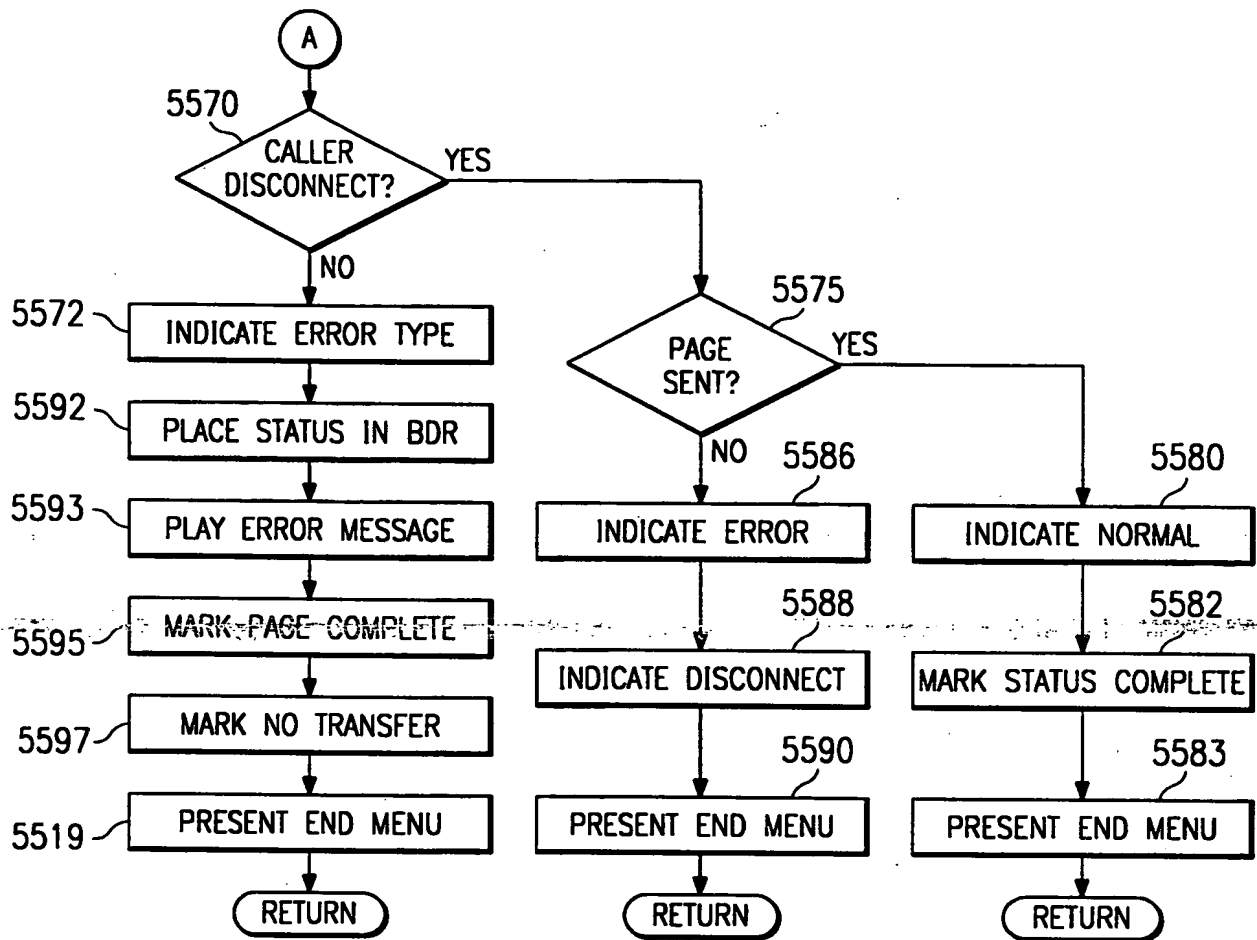 A
5570
CALLER
DISCONNECT?
YES
NO
5572
INDICATE ERROR TYPE
5592
PLACE STATUS IN BDR
5593
PLAY ERROR MESSAGE
5595
MARK PAGE COMPLETE
5597
MARK NO TRANSFER
5519
PRESENT END MENU
RETURN
5575
PAGE
SENT?
YES
NO
5586
INDICATE ERROR
5588
INDICATE DISCONNECT
5590
PRESENT END MENU
RETURN
5580
INDICATE NORMAL
5582
MARK STATUS COMPLETE
5583
PRESENT END MENU
RETURN